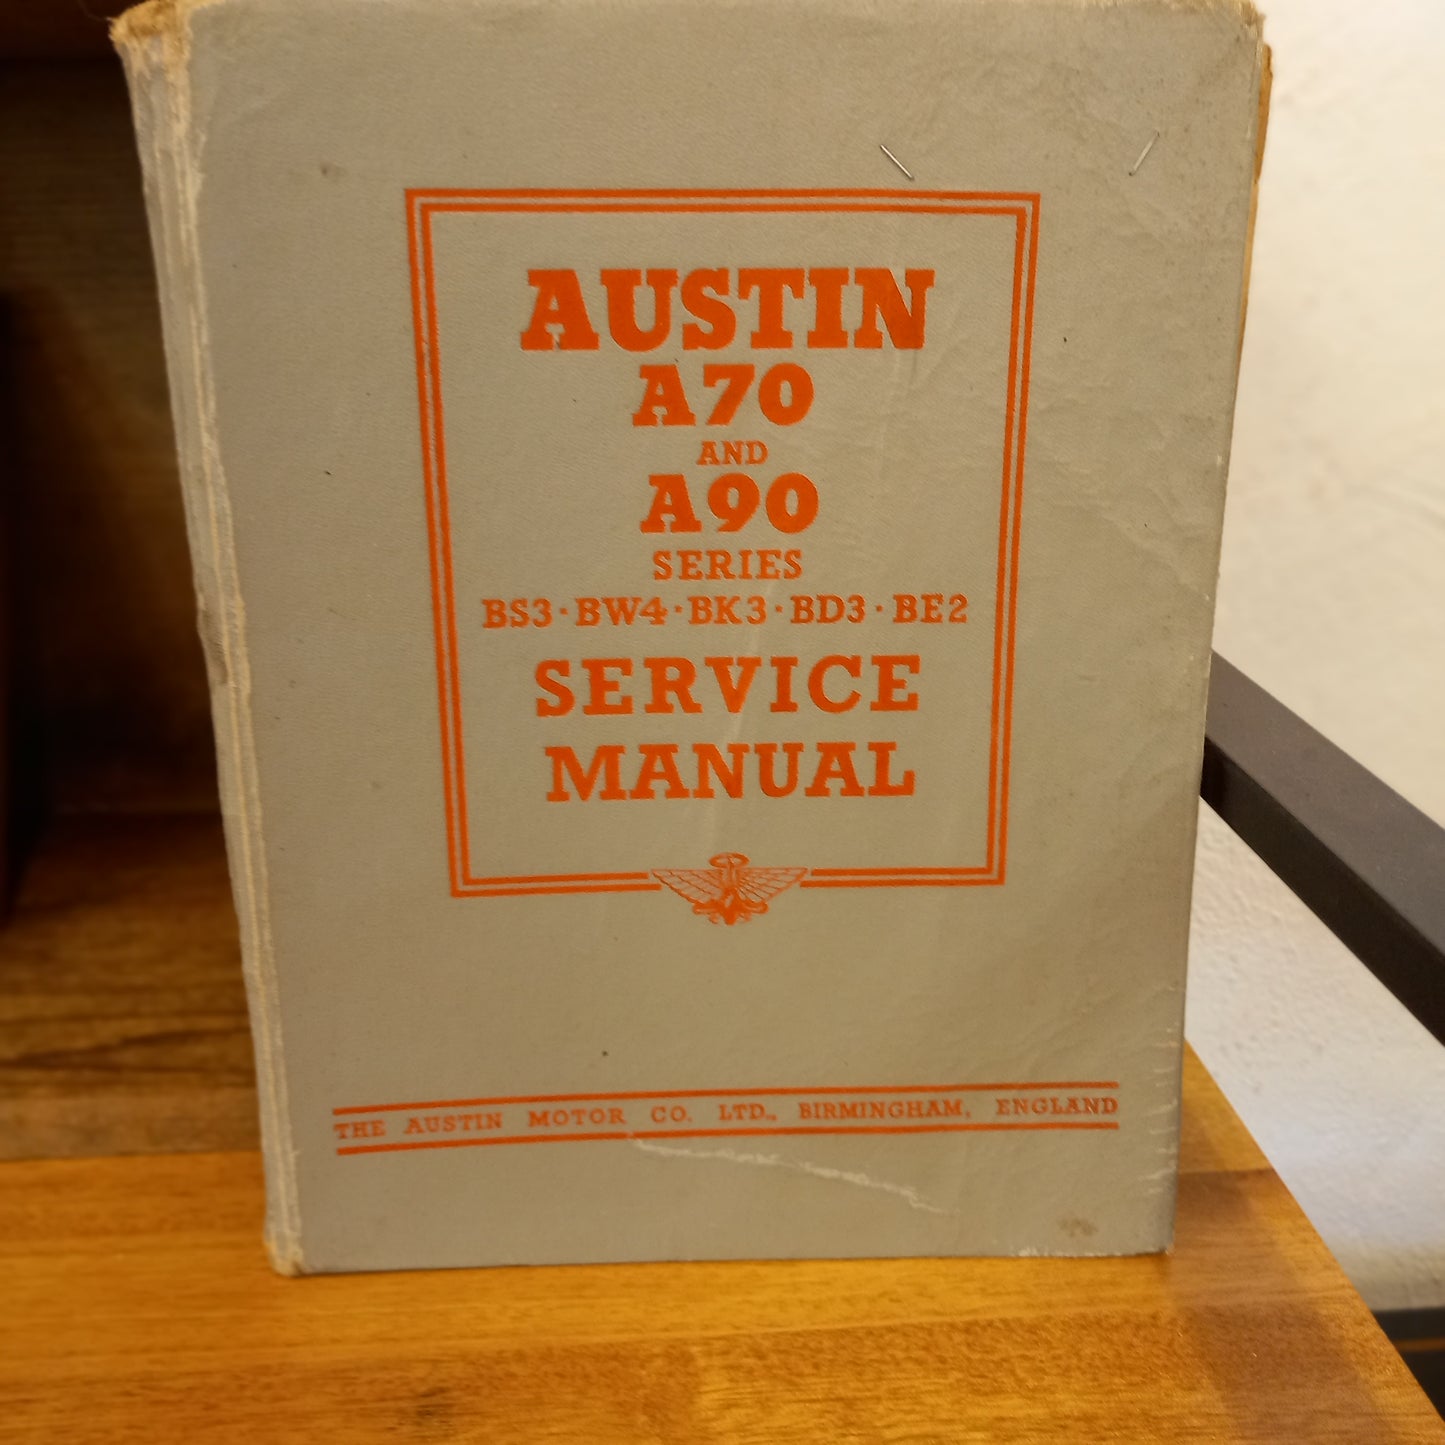 AUSTIN
A70
AND
A90
SERIES
BS3·BW4·BK3·BD3·BE2
SERVICE
MANUAL
THE AUSTIN MOTOR CO. LTD., BIRMINGHAM, ENGLAND